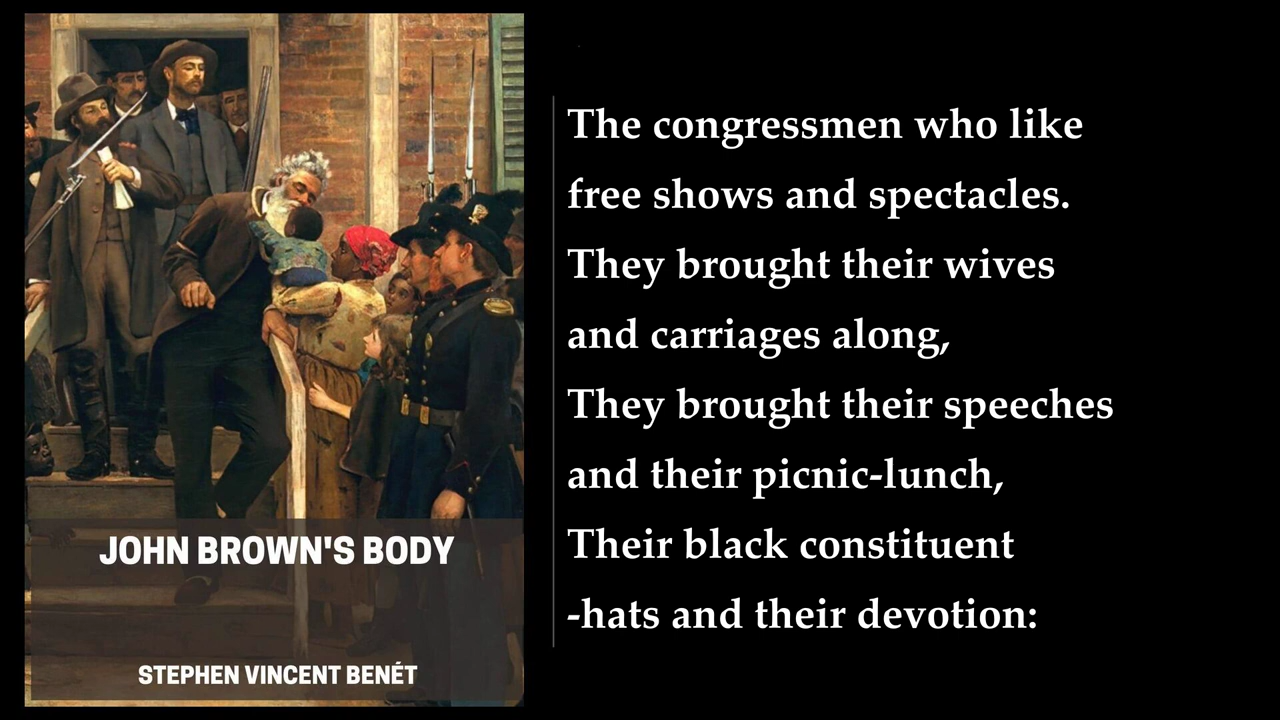 JOHN BROWN'S BODY
STEPHEN VINCENT BENÉT
The congressmen who like
free shows and spectacles.
They brought their wives
and carriages along,
They brought their speeches
and their picnic-lunch,
Their black constituent
-hats and their devotion: